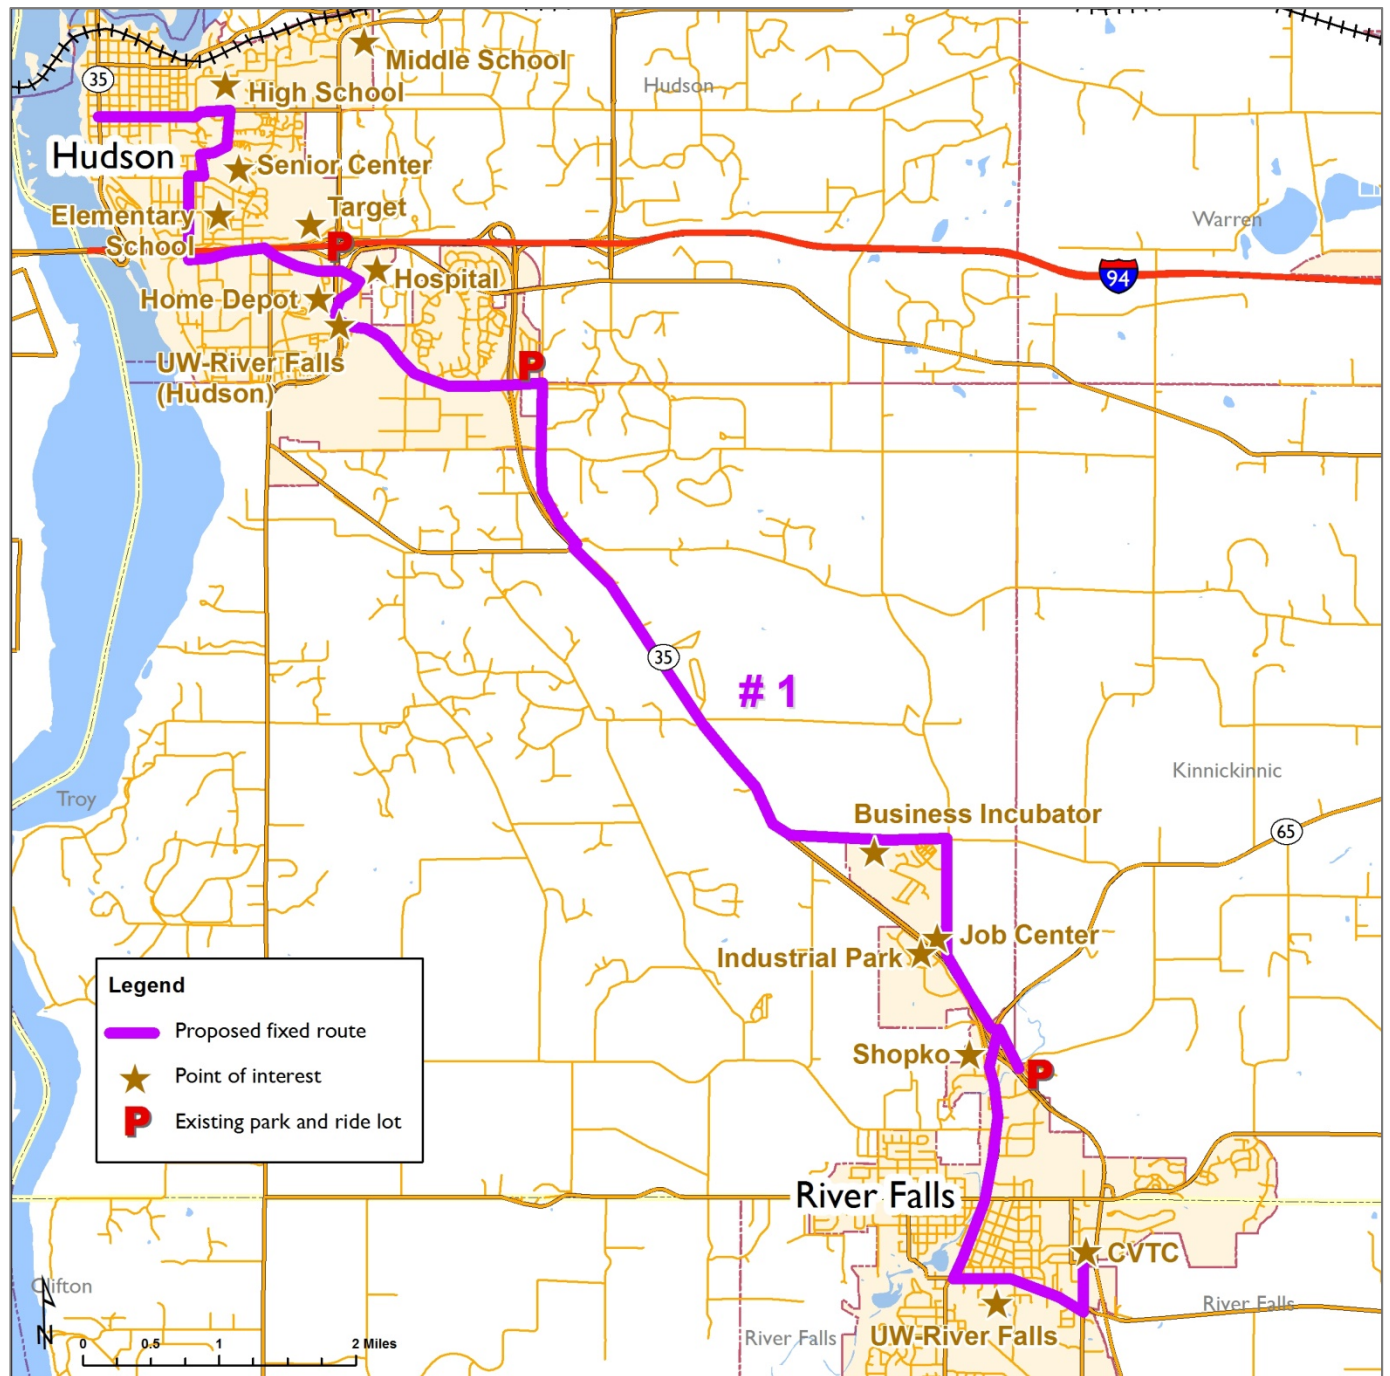 Middle School
35
High School
Hudson
Hudson
Senior Center
Elementary
School
Target
Warren
P
Hospital
94
Home Depot
UW-River Falls
(Hudson)
P
35
# 1
Kinnickinnic
Troy
Business Incubator
65
Job Center
Industrial Park
Legend
Proposed fixed route
Point of interest
P Existing park and ride lot
Shopko
P
River Falls
CVTC
Clifton
River Falls
N
0 0.5 1 2 Miles
River Falls
UW-River Falls